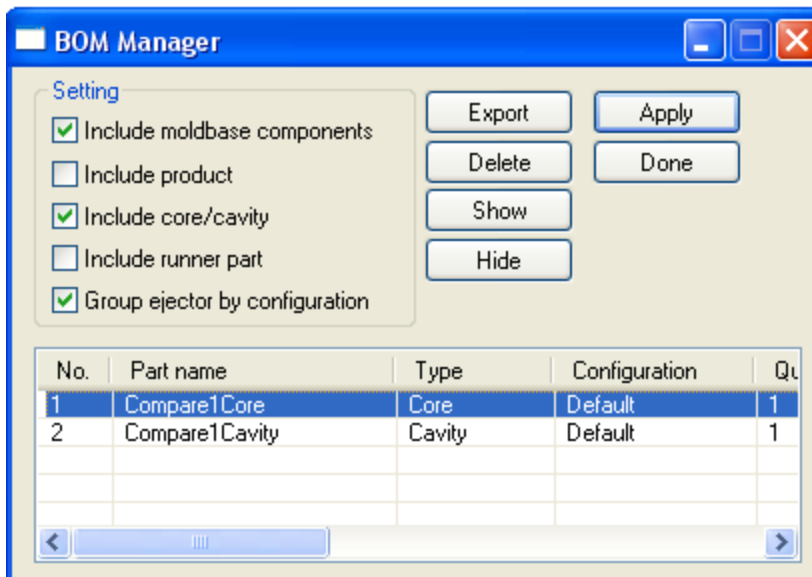 BOM Manager
Setting
Include moldbase components
Include product
Include core/cavity
Include runner part
Group ejector by configuration
Export Apply
Delete Done
Show
Hide
No. Part name Type Configuration Qu
1 Compare1Core Core Default 1
2 Compare1Cavity Cavity Default 1